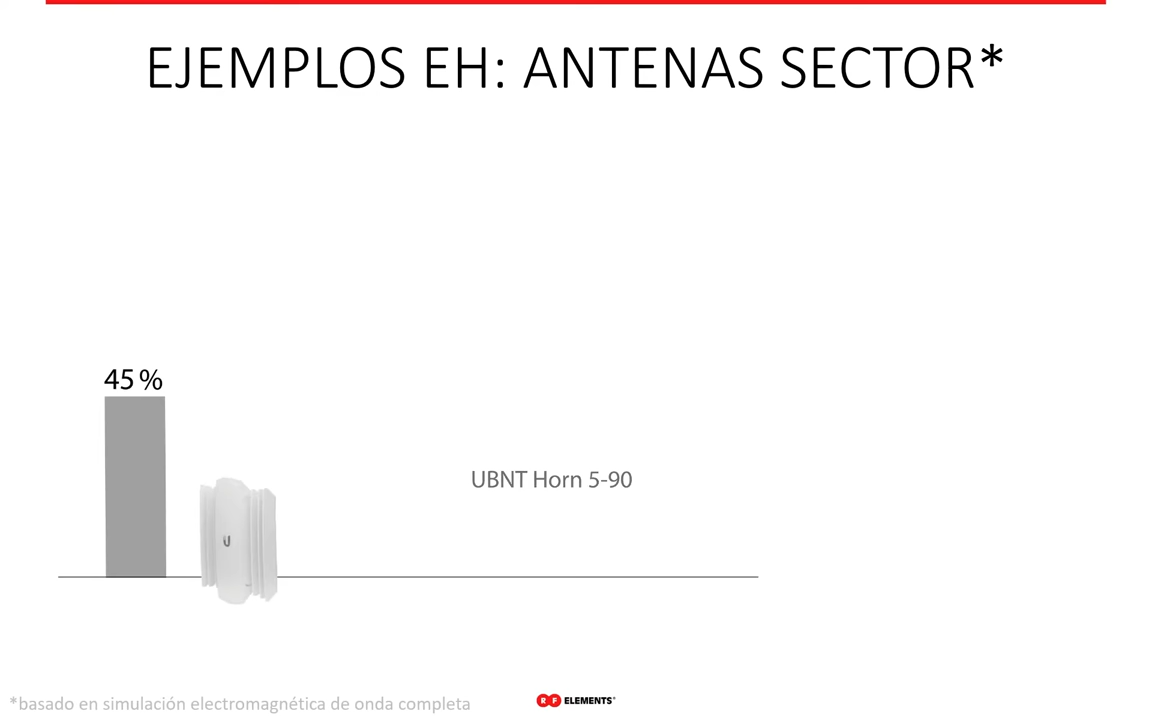 EJEMPLOS EH: ANTENAS SECTOR*
45 %
UBNT Horn 5-90
U
*basado en simulación electromagnética de onda completa
RF ELEMENTS®